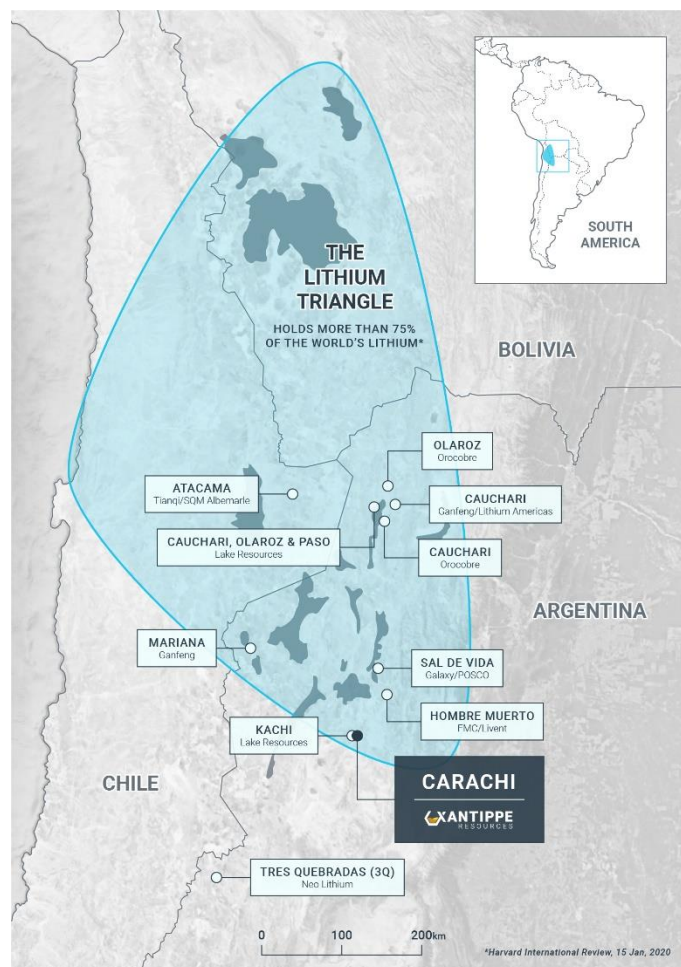 SOUTH
AMERICA
THE
LITHIUM
TRIANGLE
HOLDS MORE THAN 75%
OF THE WORLD'S LITHIUM*
BOLIVIA
OLAROZ
Orocobre
ATACAMA
Tianqi/SQM Albemarle
CAUCHARI
Ganfeng/Lithium Americas
CAUCHARI, OLAROZ & PASO
Lake Resources
CAUCHARI
Orocobre
ARGENTINA
MARIANA
Ganfeng
SAL DE VIDA
Galaxy/POSCO
HOMBRE MUERTO
FMC/Livent
KACHI
Lake Resources
CHILE
CARACHI
XANTIPPE
RESOURCES
TRES QUEBRADAS (3Q)
Neo Lithium
0 100 200km
*Harvard International Review, 15 Jan, 2020